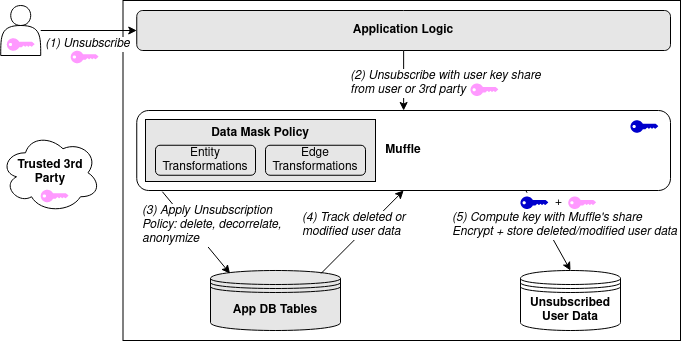 Application Logic
(1) Unsubscribe
(2) Unsubscribe with user key share
from user or 3rd party
Data Mask Policy
Entity
Transformations
Edge
Transformations
Muffle
Trusted 3rd
Party
+
(3) Apply Unsubscription
Policy: delete, decorrelate,
anonymize
(4) Track deleted or
modified user data
(5) Compute key with Muffle's share
Encrypt + store deleted/modified user data
App DB Tables
Unsubscribed
User Data